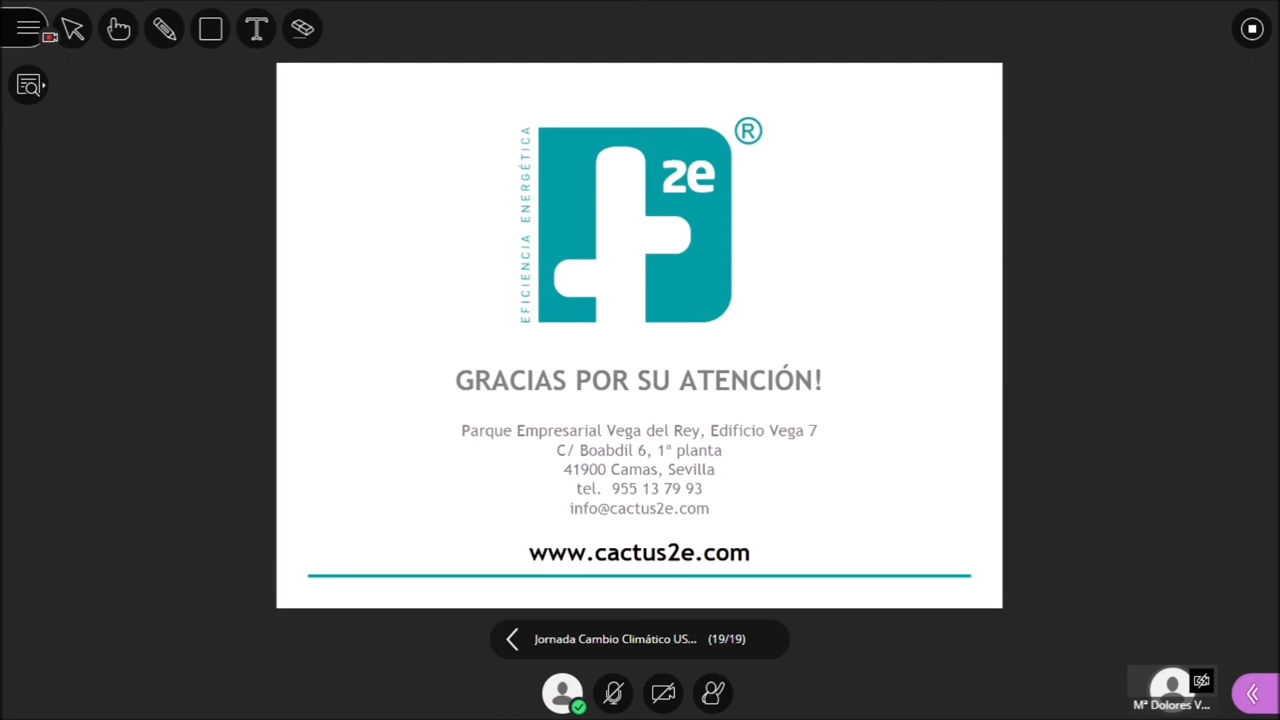 EFICIENCIA ENERGÉTICA
2e
®
GRACIAS POR SU ATENCIÓN!
Parque Empresarial Vega del Rey, Edificio Vega 7
C/ Boabdil 6, 1ª planta
41900 Camas, Sevilla
tel. 955 13 79 93
info@cactus2e.com
www.cactus2e.com
Jornada Cambio Climático US... (19/19)
Mª Dolores V...